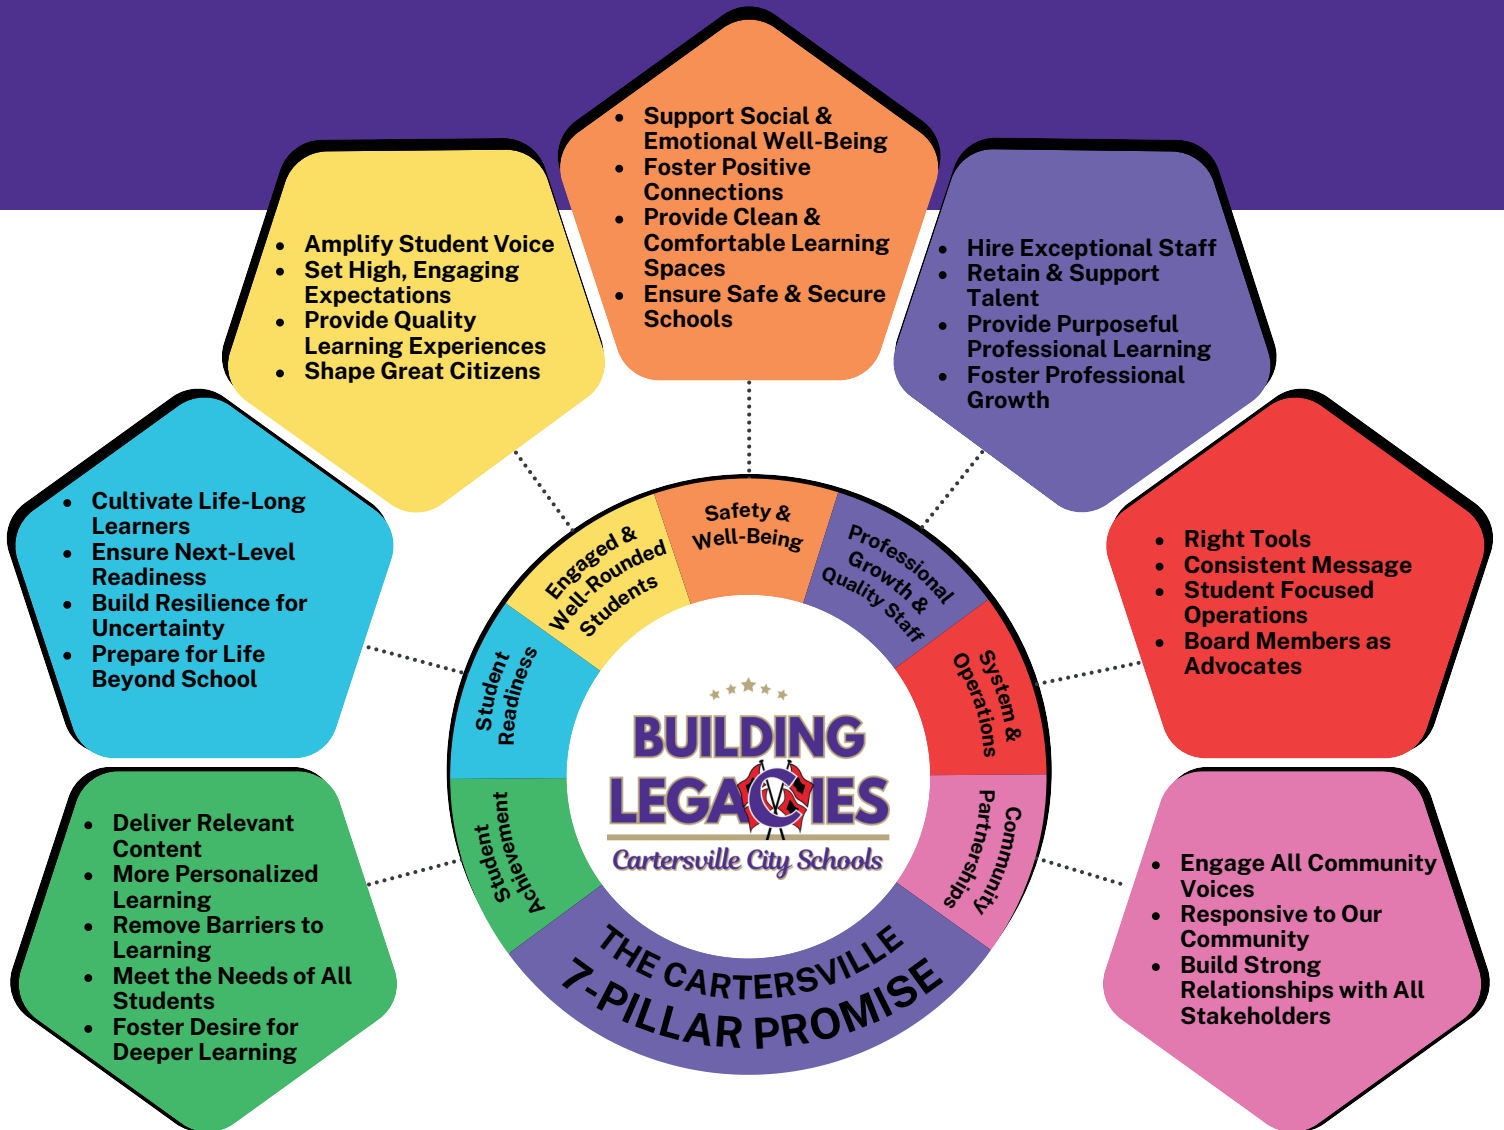 • Support Social &
Emotional Well-Being
• Foster Positive
Connections
• Provide Clean &
Comfortable Learning
Spaces
• Ensure Safe & Secure
Schools
• Amplify Student Voice
• Set High, Engaging
Expectations
• Provide Quality
Learning Experiences
• Shape Great Citizens
• Hire Exceptional Staff
• Retain & Support
Talent
• Provide Purposeful
Professional Learning
• Foster Professional
Growth
• Cultivate Life-Long
Learners
• Ensure Next-Level
Readiness
• Build Resilience for
Uncertainty
• Prepare for Life
Beyond School
• Right Tools
• Consistent Message
• Student Focused
Operations
• Board Members as
Advocates
• Deliver Relevant
Content
• More Personalized
Learning
• Remove Barriers to
Learning
• Meet the Needs of All
Students
• Foster Desire for
Deeper Learning
• Engage All Community
Voices
• Responsive to Our
Community
• Build Strong
Relationships with All
Stakeholders
Student
Achievement
Student
Readiness
Engaged &
Well-Rounded
Students
Safety &
Well-Being
Professional
Growth &
Quality Staff
System &
Operations
Community
Partnerships
BUILDING
LEGACIES
Cartersville City Schools
THE CARTERSVILLE
7-PILLAR PROMISE